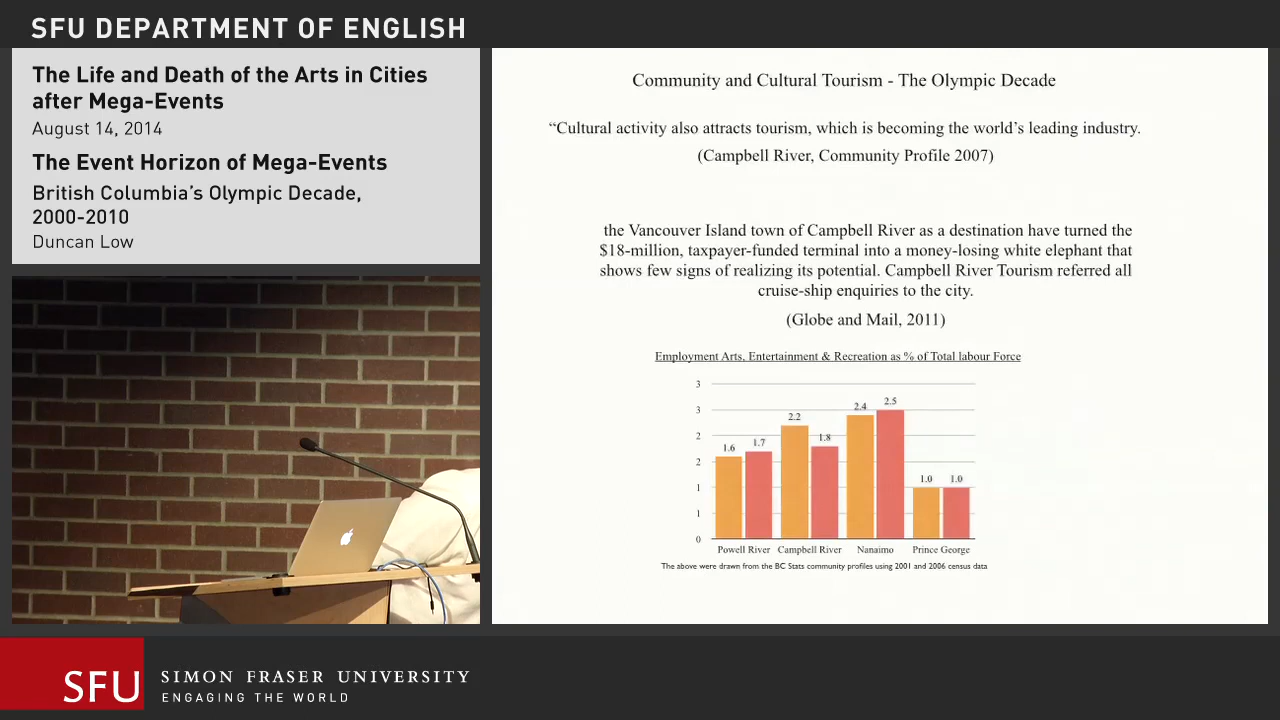 SFU DEPARTMENT OF ENGLISH
The Life and Death of the Arts in Cities
after Mega-Events
August 14, 2014
The Event Horizon of Mega-Events
British Columbia's Olympic Decade,
2000-2010
Duncan Low
Community and Cultural Tourism - The Olympic Decade
“Cultural activity also attracts tourism, which is becoming the world’s leading industry.
(Campbell River, Community Profile 2007)
the Vancouver Island town of Campbell River as a destination have turned the
$18-million, taxpayer-funded terminal into a money-losing white elephant that
shows few signs of realizing its potential. Campbell River Tourism referred all
cruise-ship enquiries to the city.
(Globe and Mail, 2011)
Employment Arts, Entertainment & Recreation as % of Total labour Force
3
3
2
2
1
1
0
1.6
1.7
2.2
1.8
2.4
2.5
1.0
1.0
Powell River
Campbell River
Nanaimo
Prince George
The above were drawn from the BC Stats community profiles using 2001 and 2006 census data
SFU
SIMON FRASER UNIVERSITY
ENGAGING THE WORLD